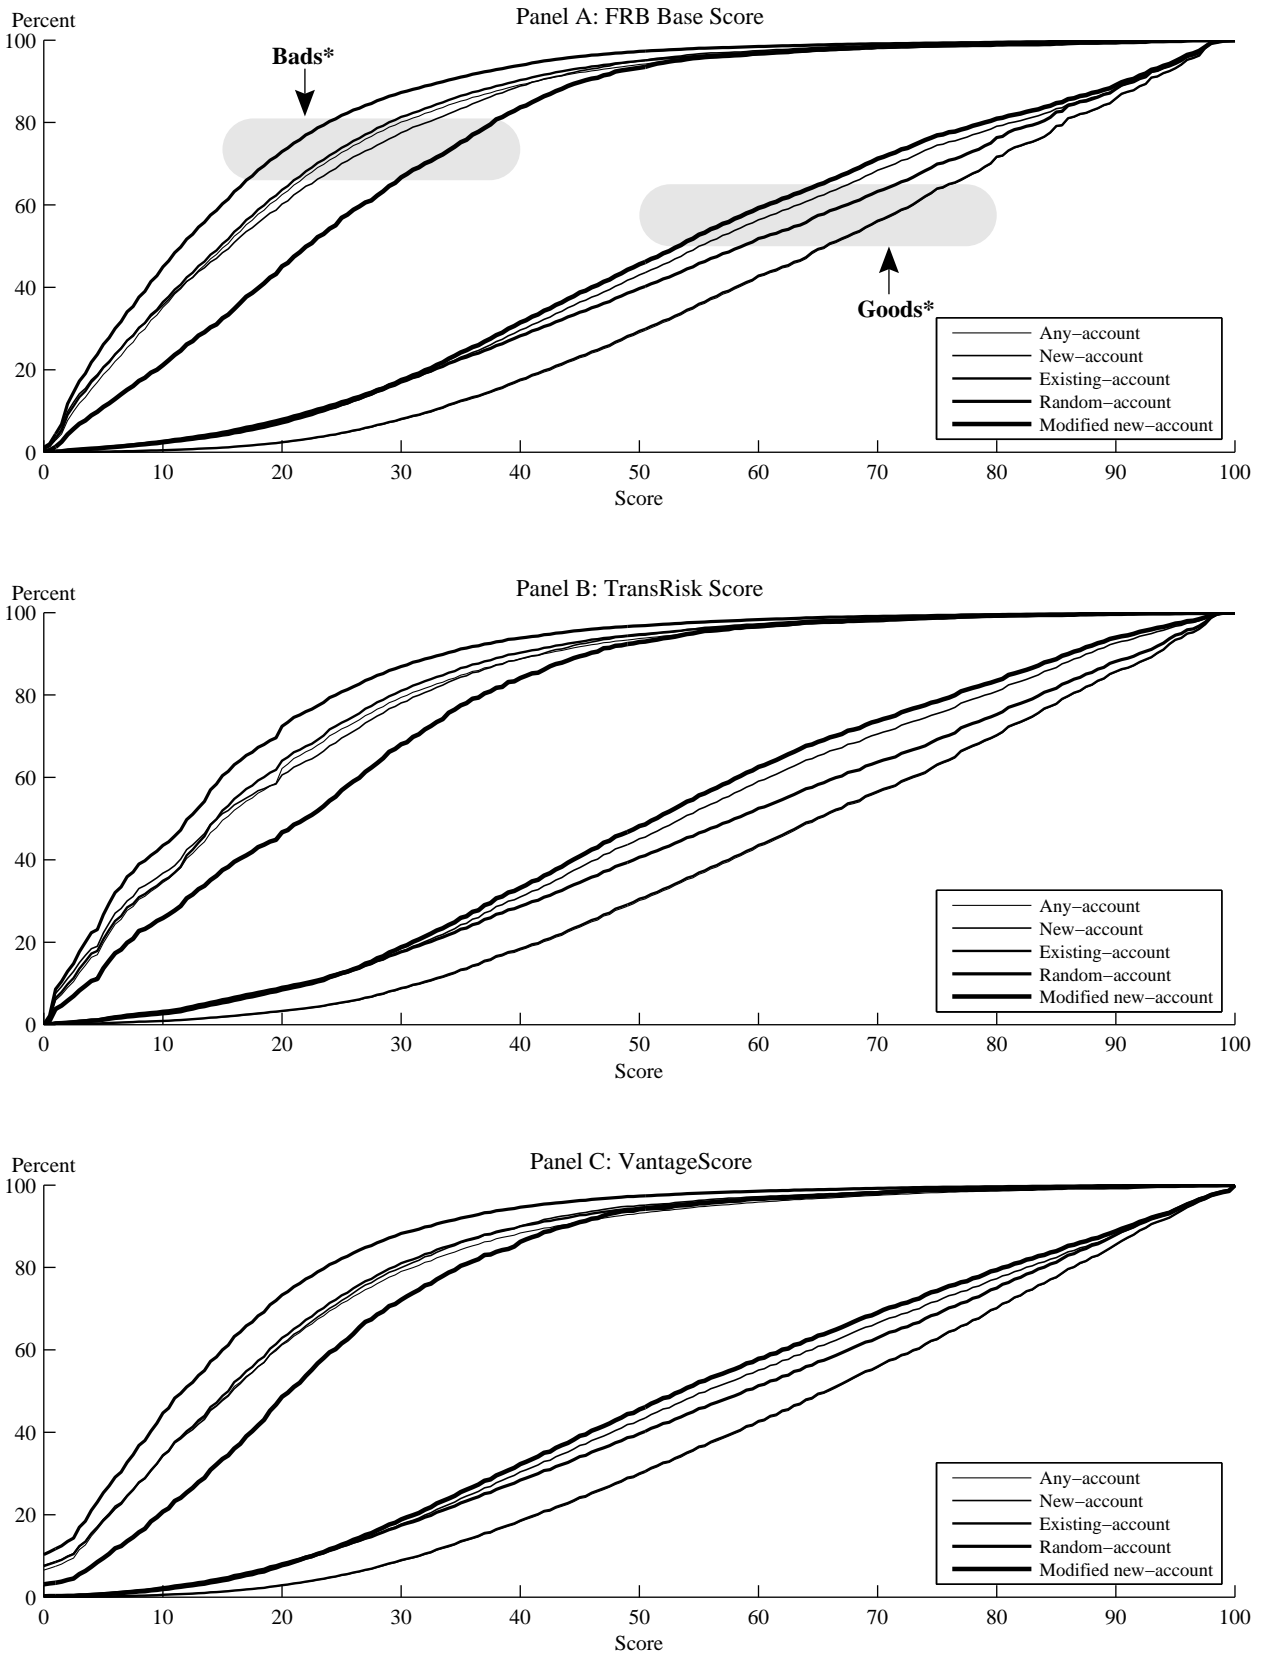 Panel A: FRB Base Score
Percent
100
Bads*
80
60
40
Goods*
Any−account
20
New−account
Existing−account
Random−account
Modified new−account
0
0 10 20 30 40 50 60 70 80 90 100
Score
Panel B: TransRisk Score
Percent
100
80
60
40
Any−account
20
New−account
Existing−account
Random−account
Modified new−account
0
0 10 20 30 40 50 60 70 80 90 100
Score
Panel C: VantageScore
Percent
100
80
60
40
Any−account
20
New−account
Existing−account
Random−account
Modified new−account
0
0 10 20 30 40 50 60 70 80 90 100
Score